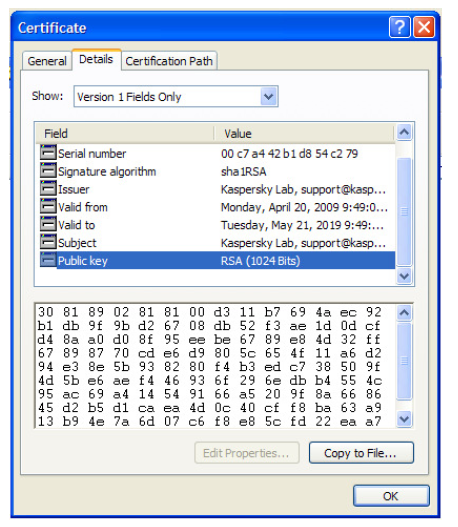 Certificate
General Details Certification Path
Show: Version 1 Fields Only
Field Value
Serial number 00 c7 a4 42 b1 d8 54 c2 79
Signature algorithm sha1RSA
Issuer Kaspersky Lab, support@kasp...
Valid from Monday, April 20, 2009 9:49:0...
Valid to Tuesday, May 21, 2019 9:49:...
Subject Kaspersky Lab, support@kasp...
Public key RSA (1024 Bits)
30 81 89 02 81 81 00 d3 11 b7 69 4a ec 92
b1 db 9f 9b d2 67 08 db 52 f3 ae 1d 0d cf
d4 8a a0 d0 8f 95 ee be 67 89 e8 4d 32 ff
67 89 87 70 cd e6 d9 80 5c 65 4f 11 a6 d2
94 e3 8e 5b 93 82 80 f4 b3 ed c7 38 50 9f
4d 5b e6 ae f4 46 93 6f 29 6e db b4 55 4c
95 ac 69 a4 14 54 91 66 a5 20 9f 8a 66 86
45 d2 b5 d1 ca ea 4d 0c 40 cf f8 ba 63 a9
13 b9 4e 7a 6d 07 c6 f8 e8 5c fd 22 ea a7
Edit Properties... Copy to File...
OK